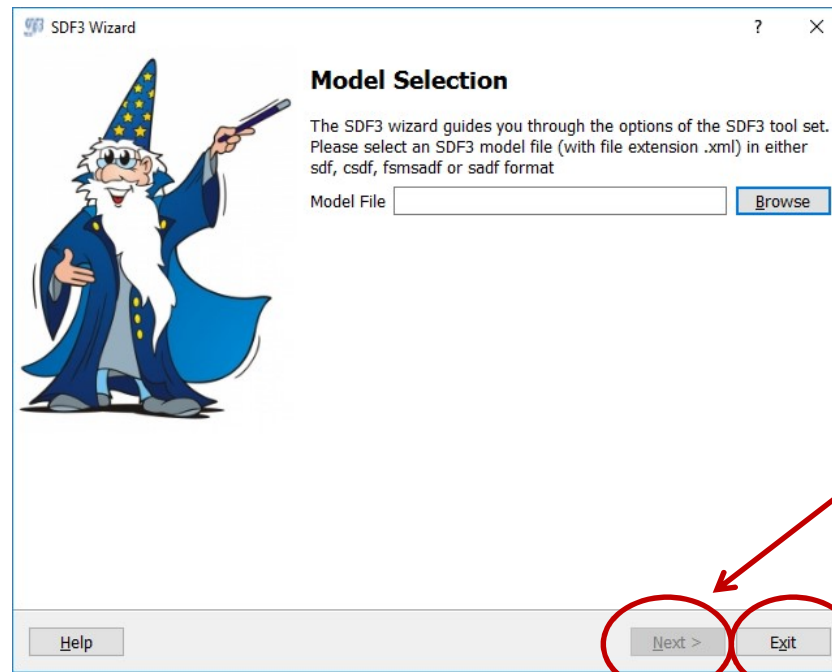 SDF3 Wizard
?
Model Selection
The SDF3 wizard guides you through the options of the SDF3 tool set.
Please select an SDF3 model file (with file extension .xml) in either
sdf, csdf, fsmsadf or sadf format
Model File
Browse
Help
Next >
Exit